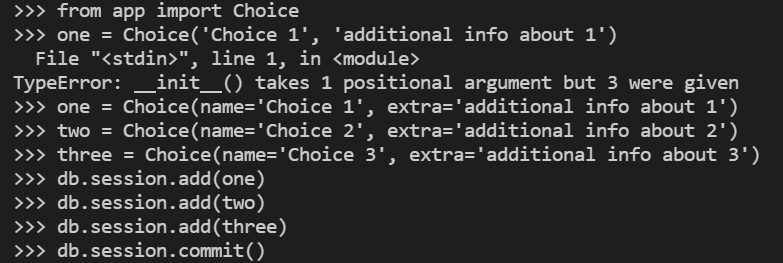 >>> from app import Choice
>>> one = Choice('Choice 1', 'additional info about 1')
  File "<stdin>", line 1, in <module>
TypeError: __init__() takes 1 positional argument but 3 were given
>>> one = Choice(name='Choice 1', extra='additional info about 1')
>>> two = Choice(name='Choice 2', extra='additional info about 2')
>>> three = Choice(name='Choice 3', extra='additional info about 3')
>>> db.session.add(one)
>>> db.session.add(two)
>>> db.session.add(three)
>>> db.session.commit()